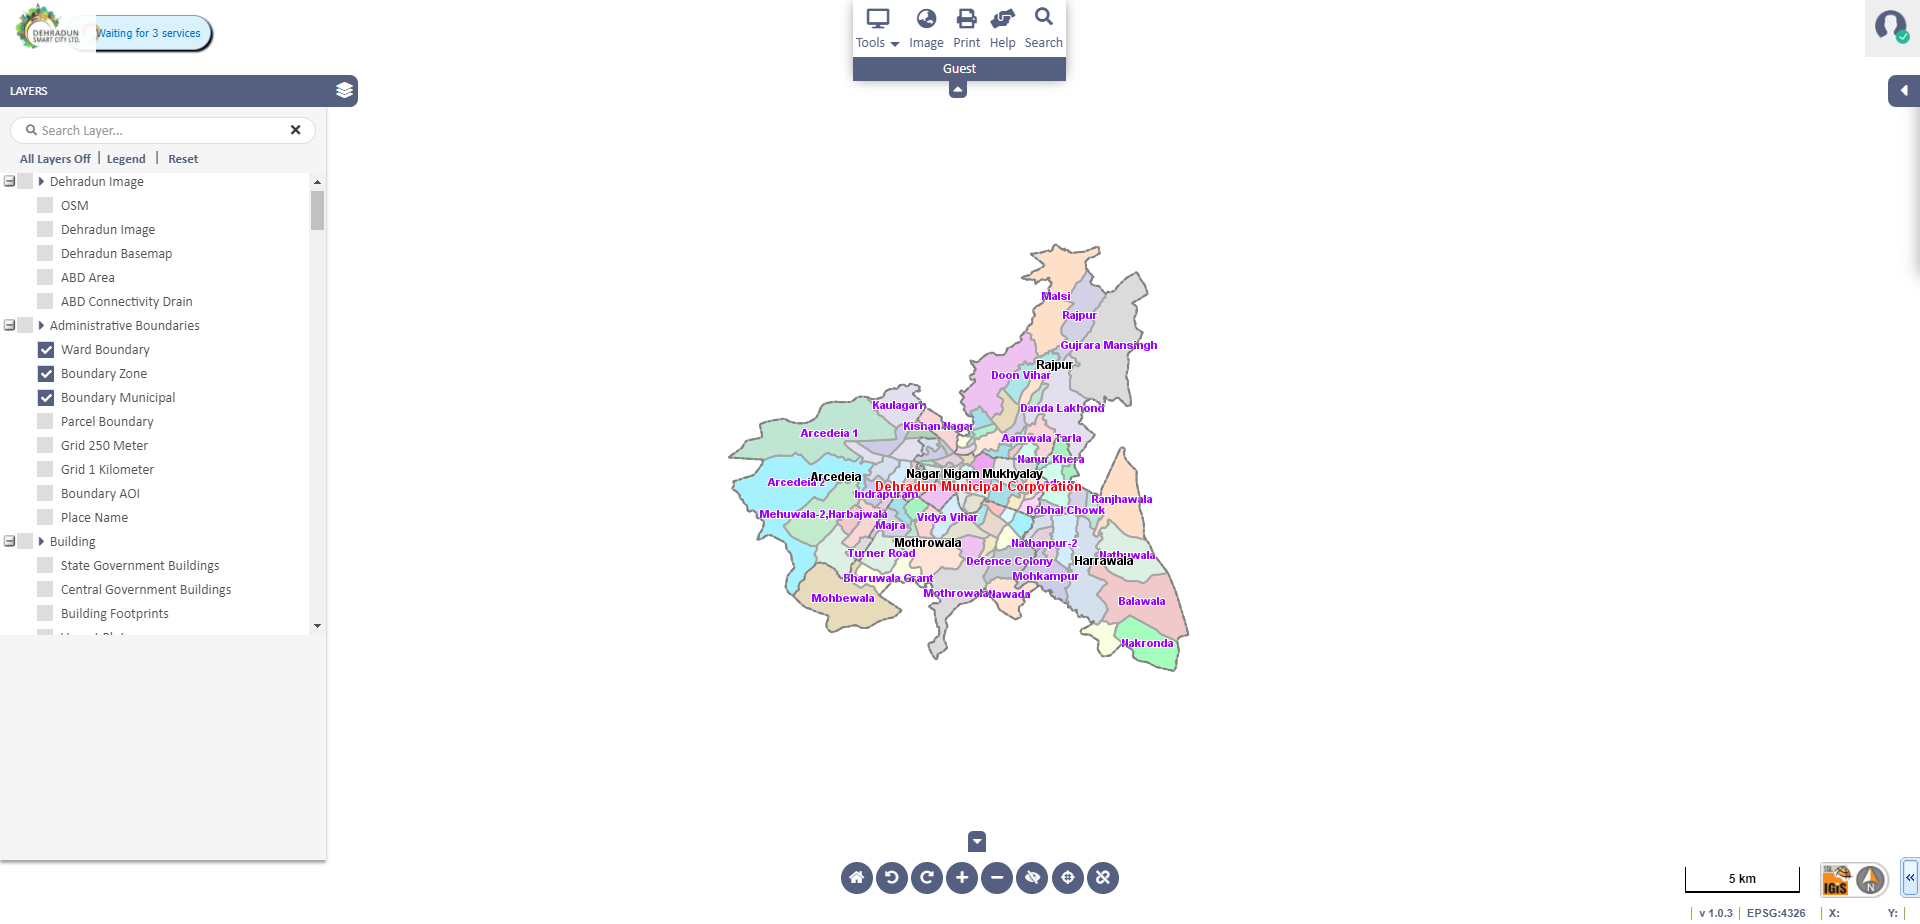 DEHRADUN
SMART CITY LTD.
Waiting for 3 services
Tools
Image
Print
Help
Search
Guest
LAYERS
Search Layer...
All Layers Off | Legend | Reset
Dehradun Image
OSM
Dehradun Image
Dehradun Basemap
ABD Area
ABD Connectivity Drain
Administrative Boundaries
Ward Boundary
Boundary Zone
Boundary Municipal
Parcel Boundary
Grid 250 Meter
Grid 1 Kilometer
Boundary AOI
Place Name
Building
State Government Buildings
Central Government Buildings
Building Footprints
Malsi
Rajpur
Gujrara Mansingh
Rajpur
Doon Vihar
Kaulagarh
Danda Lakhond
Kishan Nagar
Arcedeia 1
Aamwala Tarla
Nanur Khera
Nagar Nigam Mukhyalay
Arcedeia
Arcedeia 2
Dehradun Municipal Corporation
Indrapuram
Ranjhawala
Dobhal Chowk
Mehuwala-2,Harbajwala
Vidya Vihar
Majra
Mothrowala
Nathanpur-2
Turner Road
Nathuwala
Defence Colony
Harrawala
Bharuwala Grant
Mohkampur
Mothrowala
Nawada
Mohbewala
Balawala
Nakronda
5 km
IGiS
N
v 1.0.3 | EPSG:4326 | X: Y: